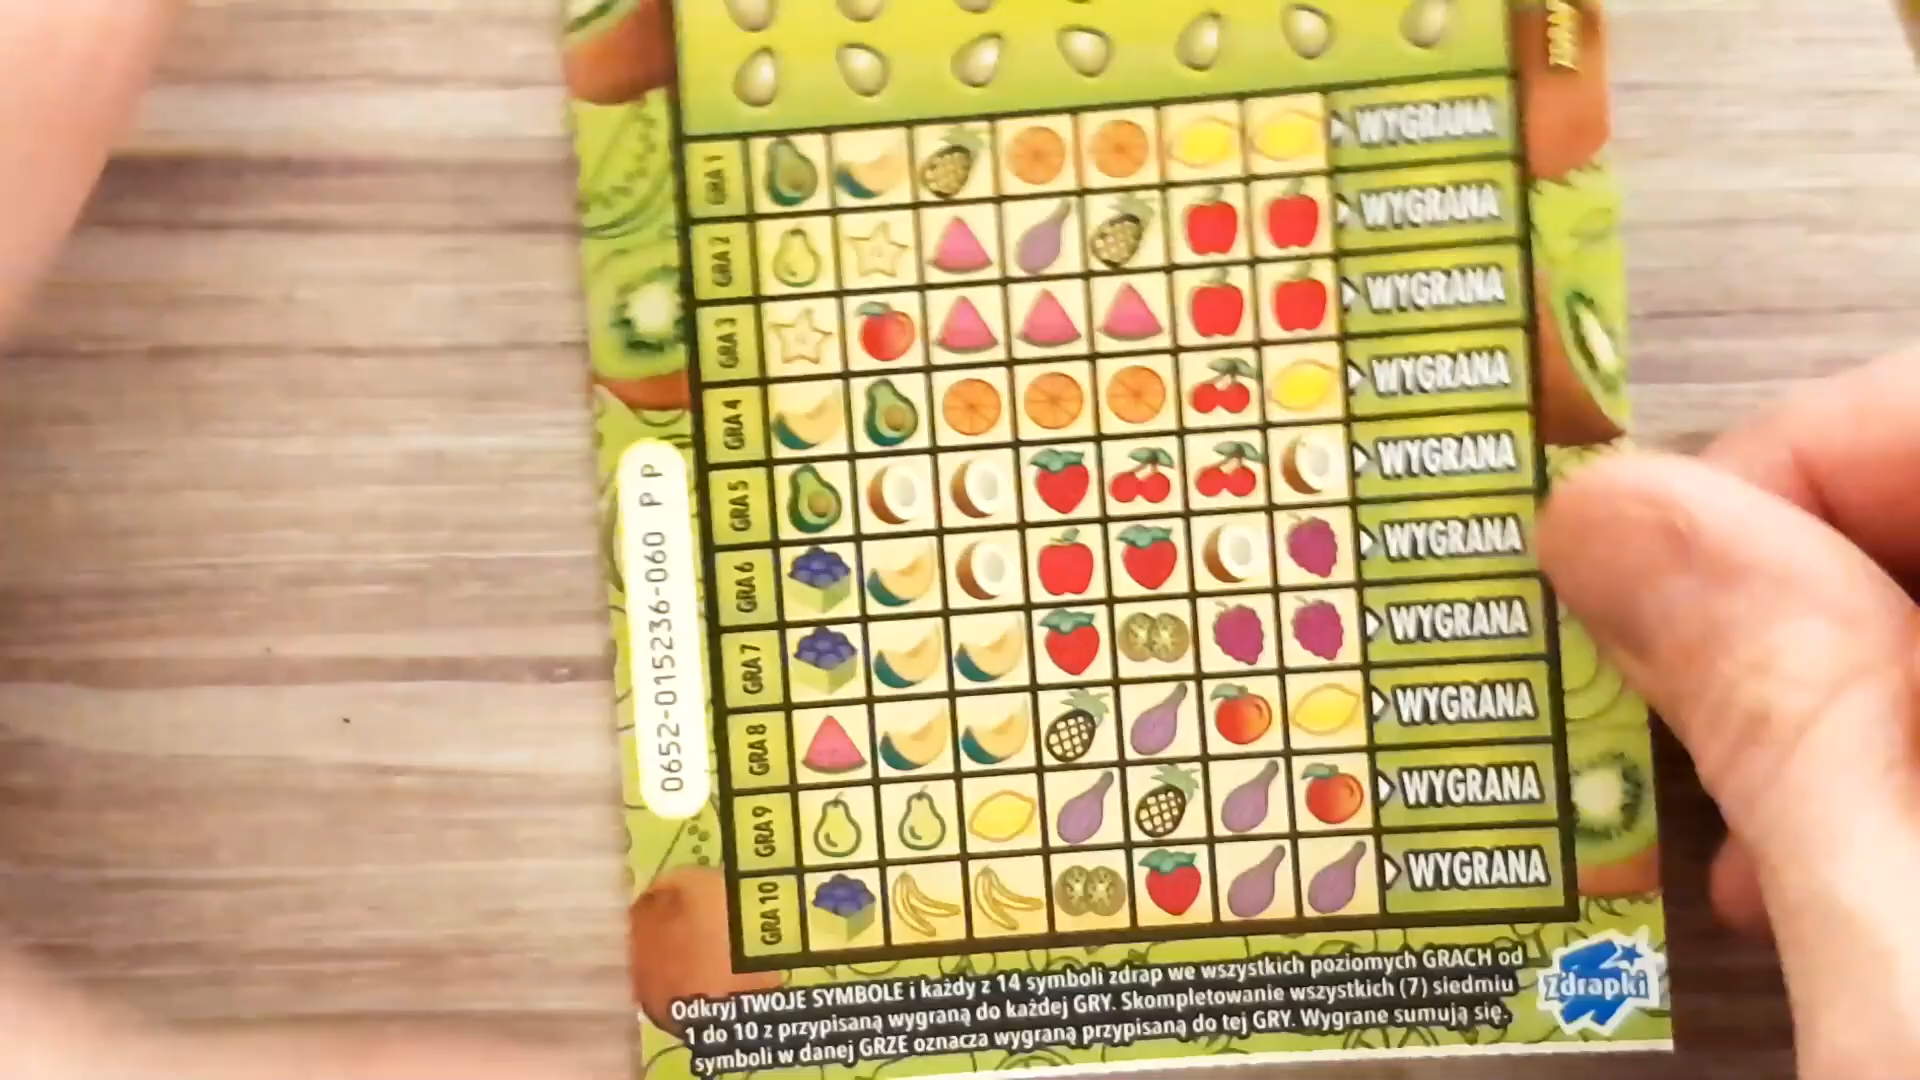 GRA 1 WYGRANA
GRA 2 WYGRANA
GRA 3 WYGRANA
GRA 4 WYGRANA
GRA 5 WYGRANA
GRA 6 WYGRANA
GRA 7 WYGRANA
GRA 8 WYGRANA
GRA 9 WYGRANA
GRA 10 WYGRANA
0652-015236-060 P P
Odkryj TWOJE SYMBOLE i każdy z 14 symboli zdrap we wszystkich poziomych GRACH od
1 do 10 z przypisaną wygraną do każdej GRY. Skompletowanie wszystkich (7) siedmiu
symboli w danej GRZE oznacza wygraną przypisaną do tej GRY. Wygrane sumują się.
Zdrapki